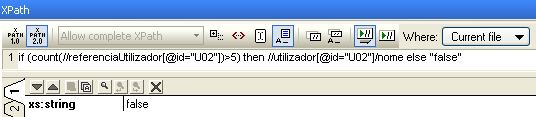 XPath
XPATH 1.0
XPATH 2.0
Allow complete XPath
Where: Current file
1 if (count(//referenciaUtilizador[@id="U02"])>5) then //utilizador[@id="U02"]/nome else "false"
1
2
xs:string false